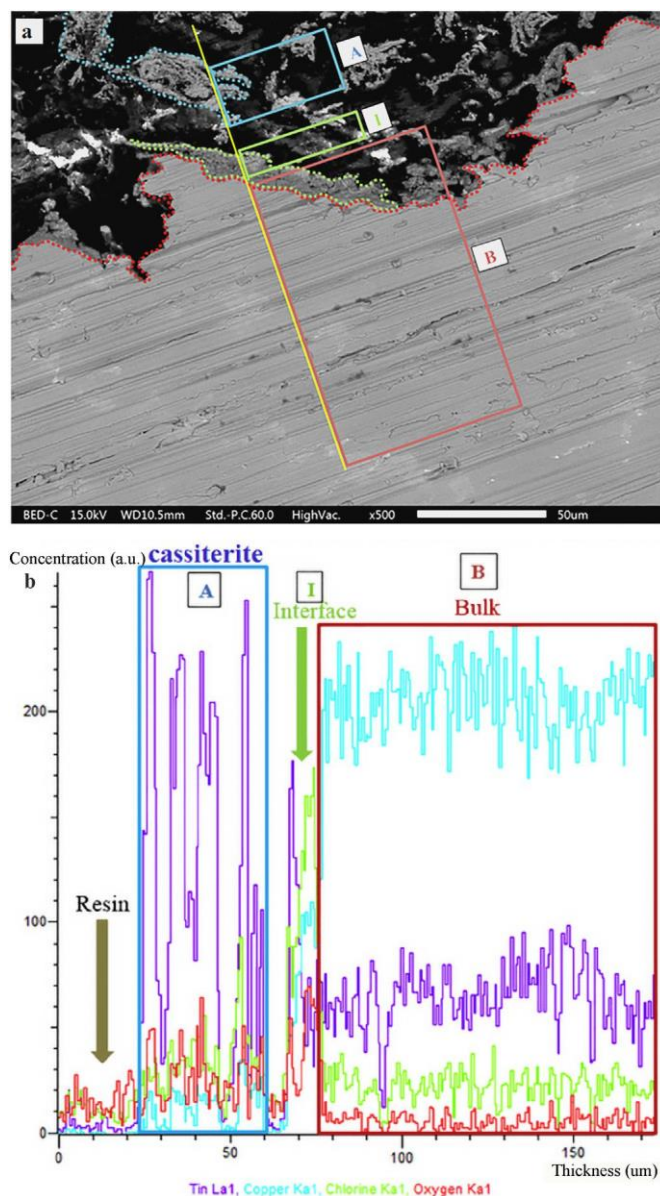 a
A
I
B
BED-C 15.0kV WD10.5mm Std.-P.C.60.0 HighVac. x500 50um
Concentration (a.u.)
b
cassiterite
A
I
B
Interface
Bulk
200
Resin
100
0
0
50
100
150
Thickness (um)
Tin La1, Copper Ka1, Chlorine Ka1, Oxygen Ka1